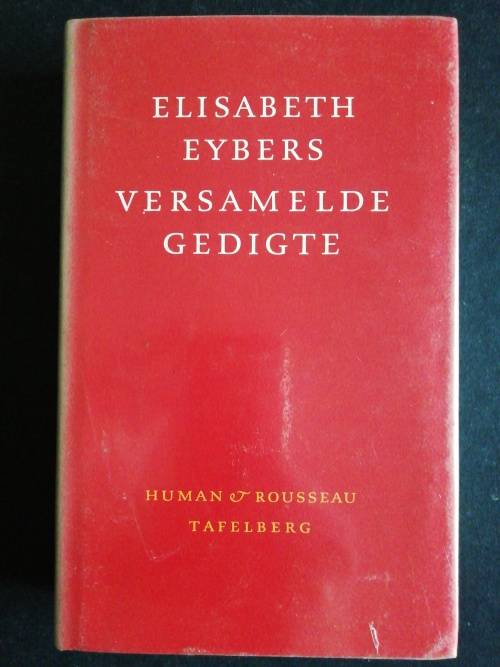 ELISABETH
EYBERS
VERSAMELDE
GEDIGTE
HUMAN & ROUSSEAU
TAFELBERG